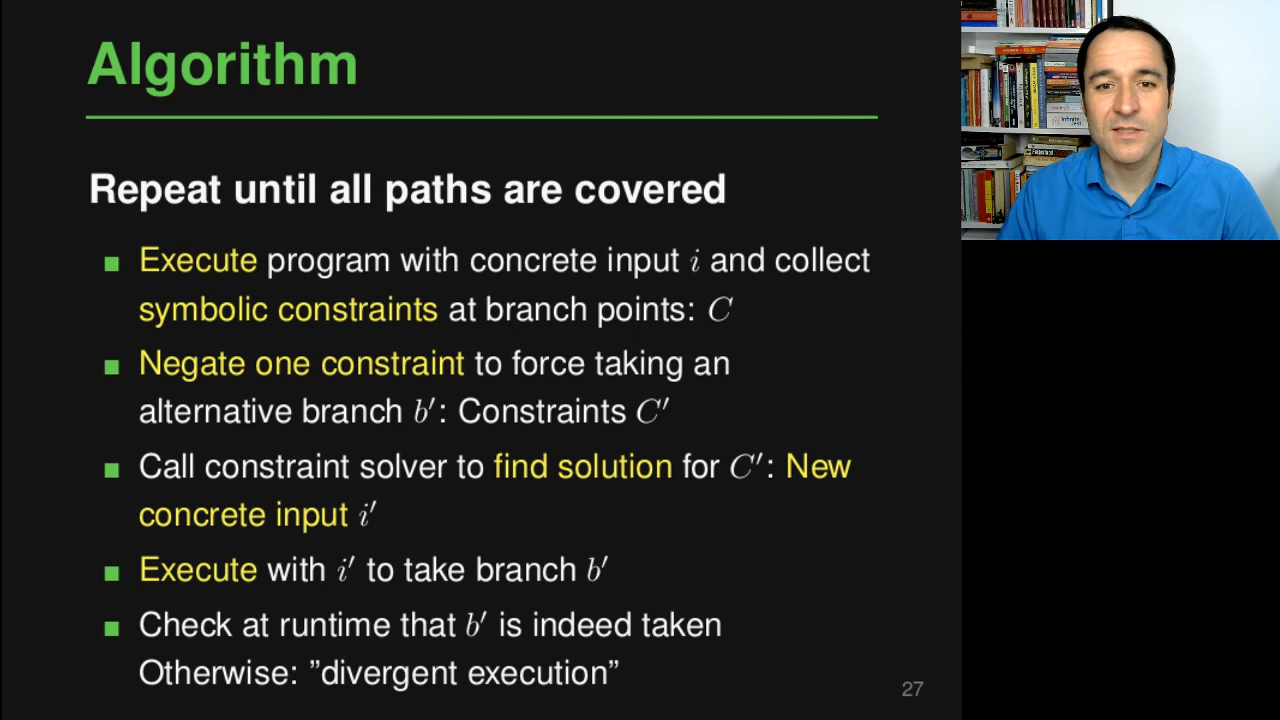 Algorithm
Repeat until all paths are covered
Execute program with concrete input i and collect
symbolic constraints at branch points: C
Negate one constraint to force taking an
alternative branch b′: Constraints C′
Call constraint solver to find solution for C′: New
concrete input i′
Execute with i′ to take branch b′
Check at runtime that b′ is indeed taken
Otherwise: ”divergent execution”
27